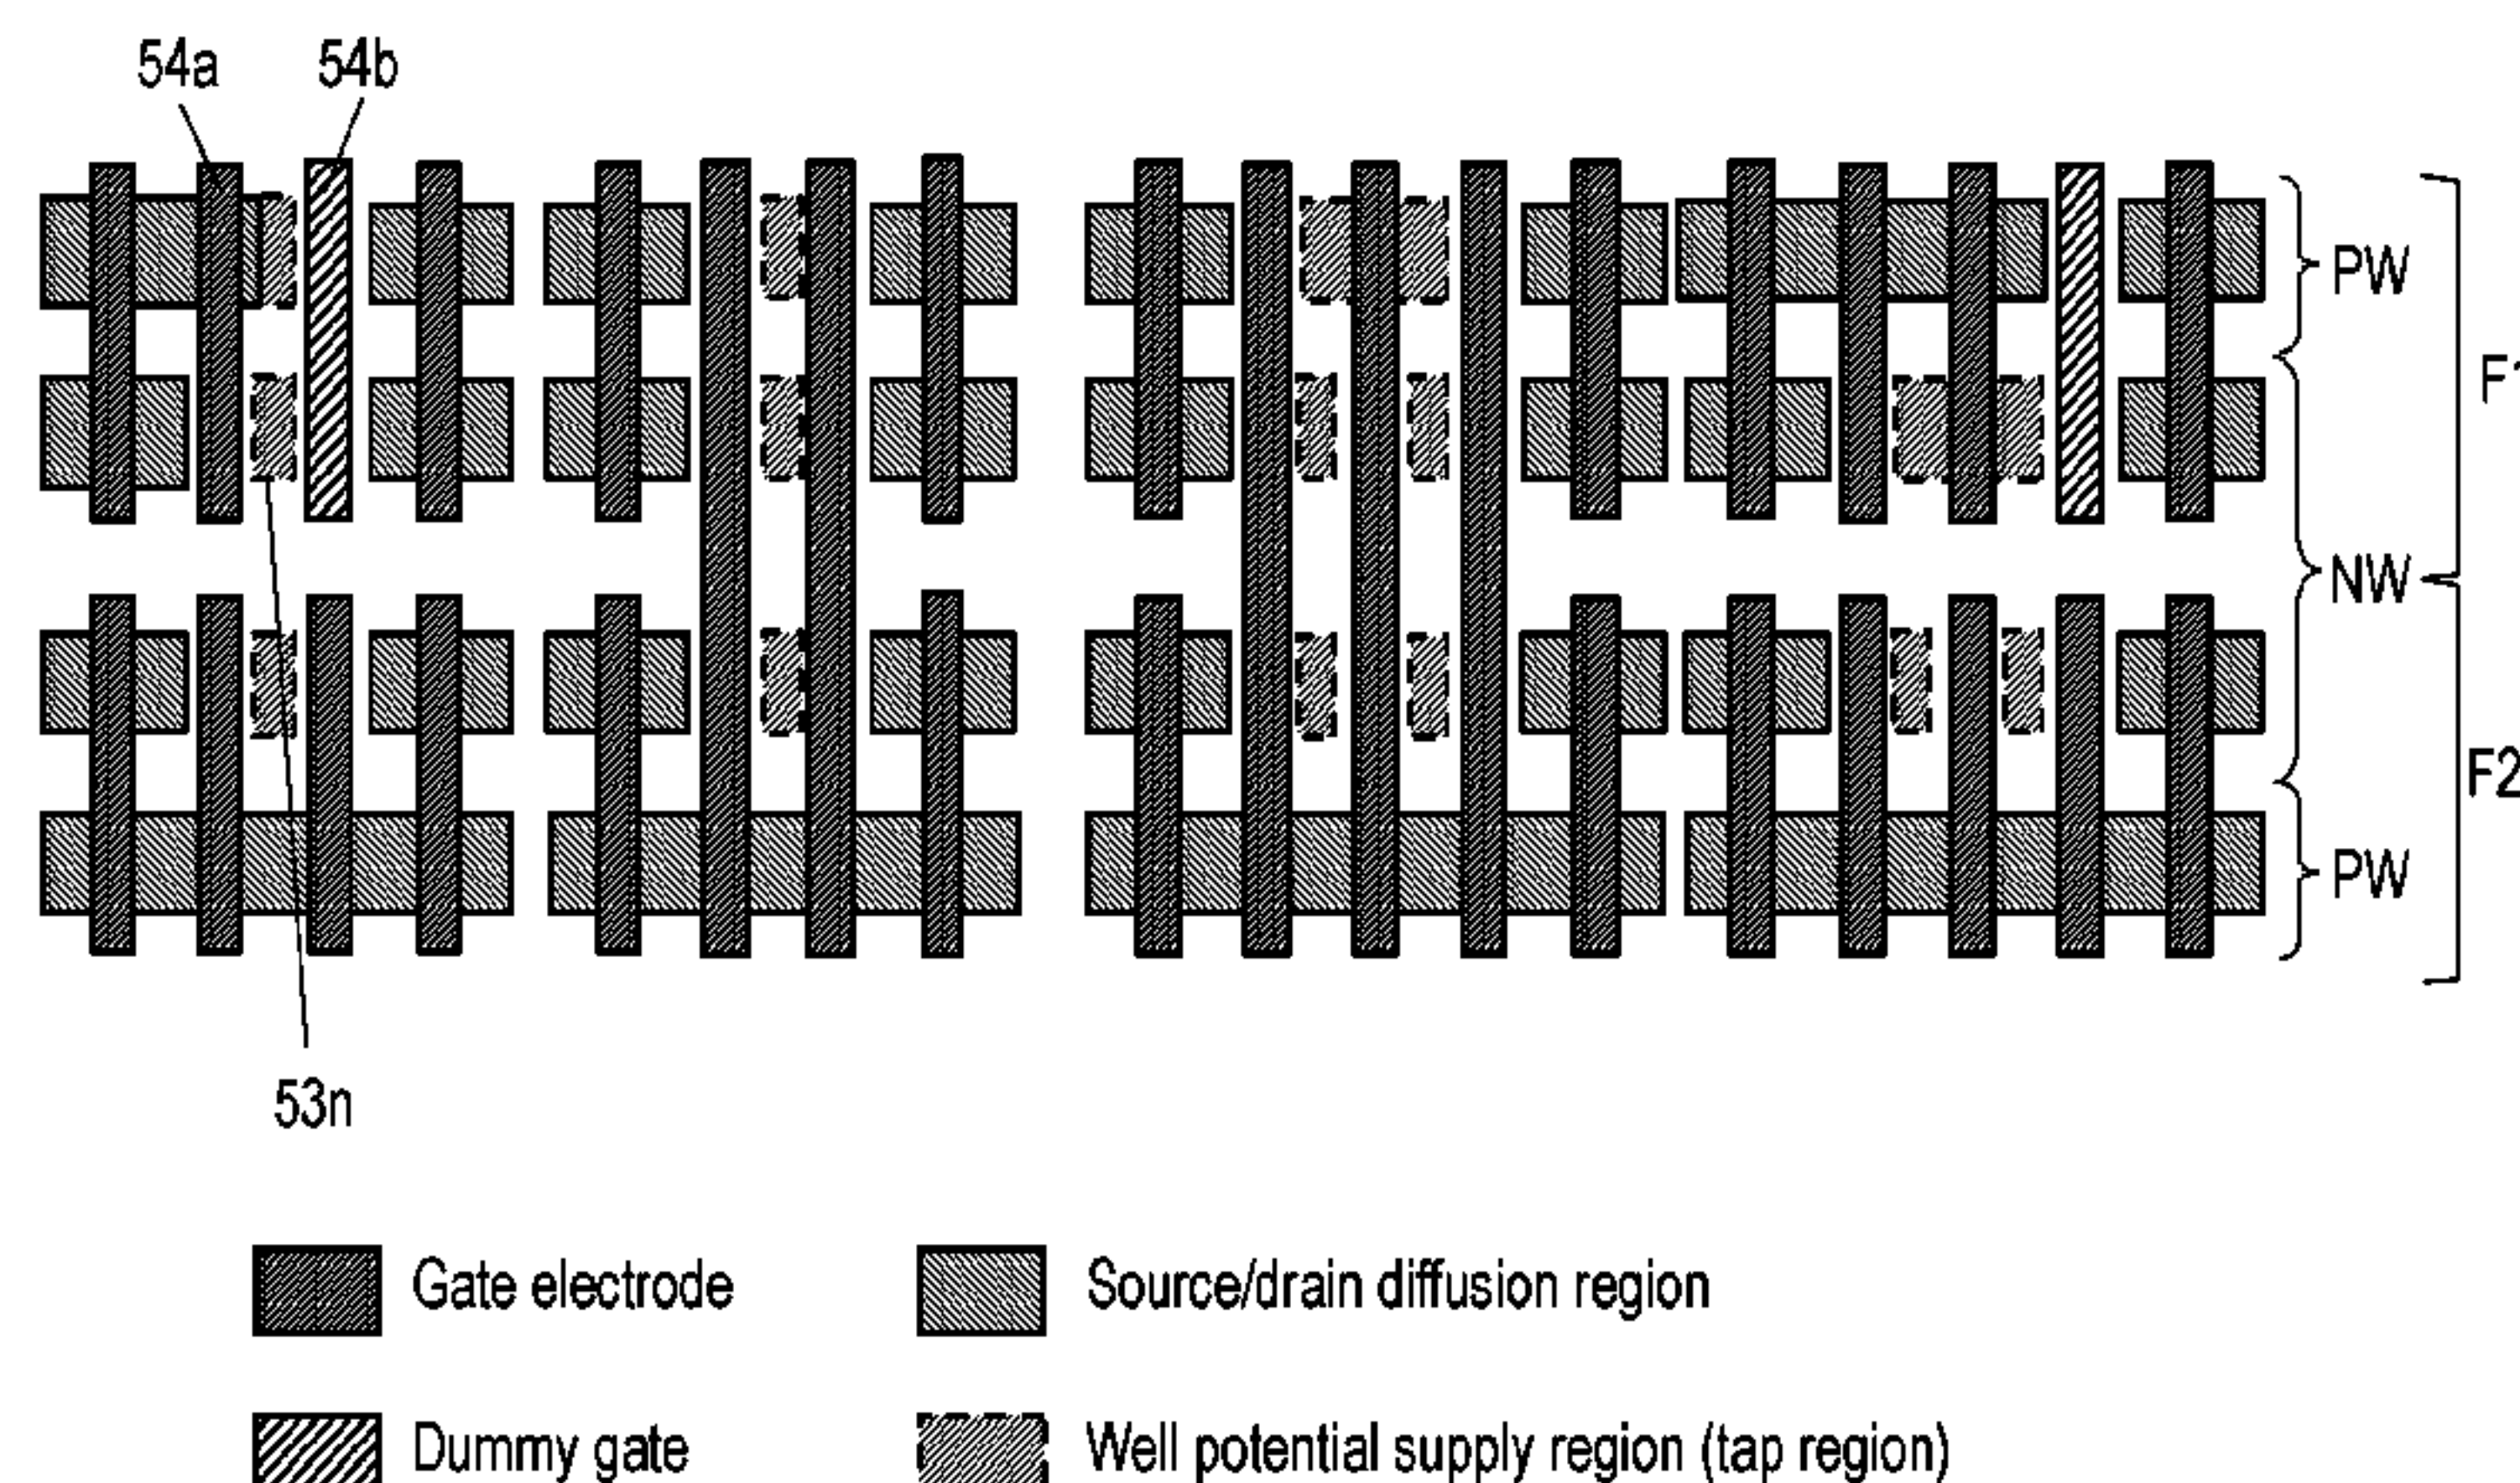 54a
54b
PW
F1
NW
F2
PW
53n
Gate electrode
Source/drain diffusion region
Dummy gate
Well potential supply region (tap region)